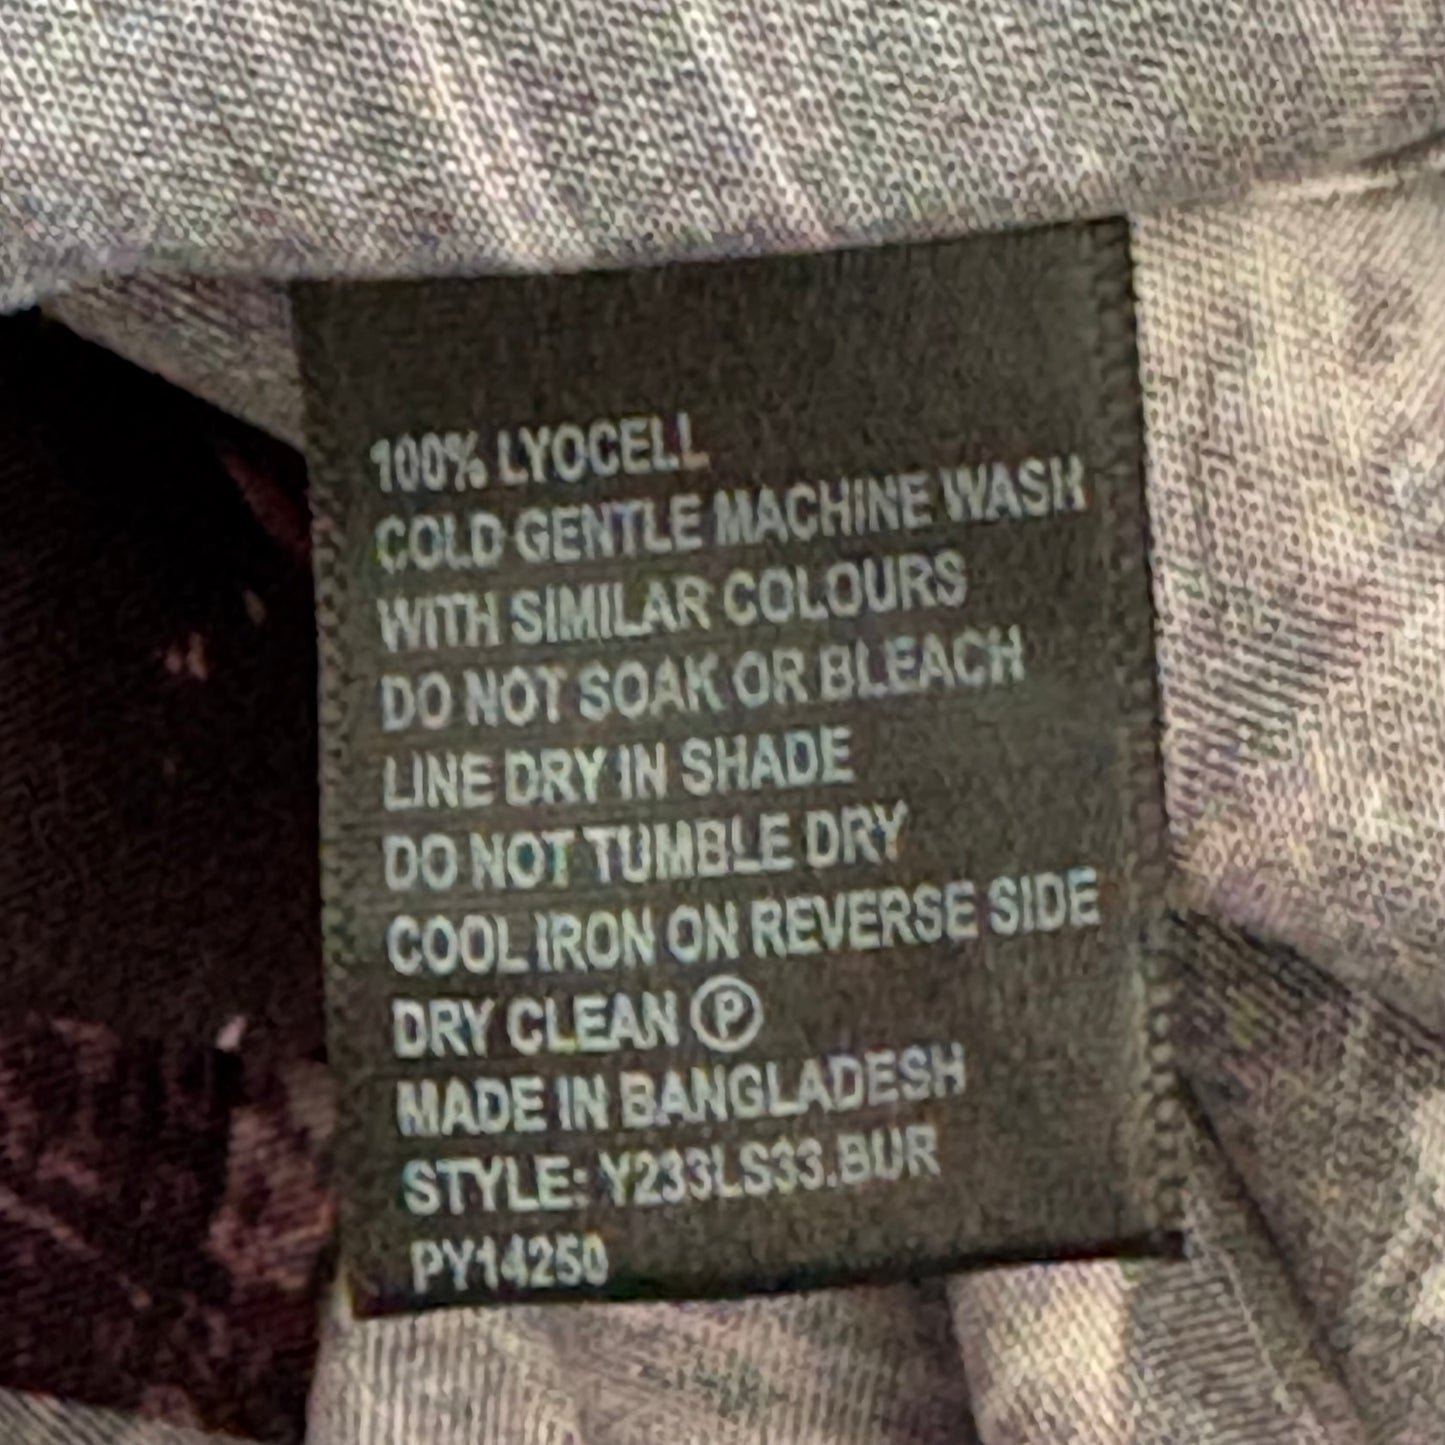 100% LYOCELL
COLD GENTLE MACHINE WASH
WITH SIMILAR COLOURS
DO NOT SOAK OR BLEACH
LINE DRY IN SHADE
DO NOT TUMBLE DRY
COOL IRON ON REVERSE SIDE
DRY CLEAN Ⓟ
MADE IN BANGLADESH
STYLE: Y233LS33.BUR
PY14250